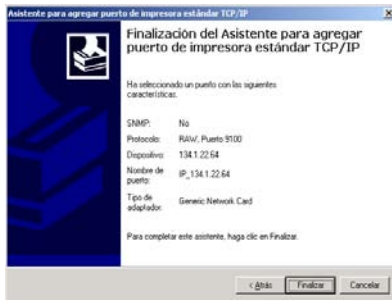 Asistente para agregar puerto de impresora estándar TCP/IP
Finalización del Asistente para agregar
puerto de impresora estándar TCP/IP
Ha seleccionado un puerto con las siguientes
características.
SNMP: No
Protocolo: RAW, Puerto 9100
Dispositivo: 134.1.22.64
Nombre de
puerto: IP_134.1.22.64
Tipo de
adaptador: Generic Network Card
Para completar este asistente, haga clic en Finalizar.
< Atrás Finalizar Cancelar